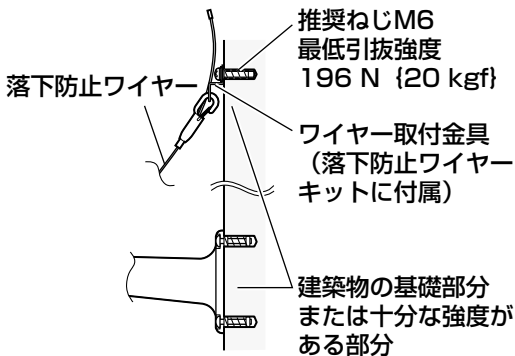 推奨ねじM6
最低引抜強度
196 N {20 kgf}
落下防止ワイヤー
ワイヤー取付金具
(落下防止ワイヤー
キットに付属)
建築物の基礎部分
または十分な強度が
ある部分